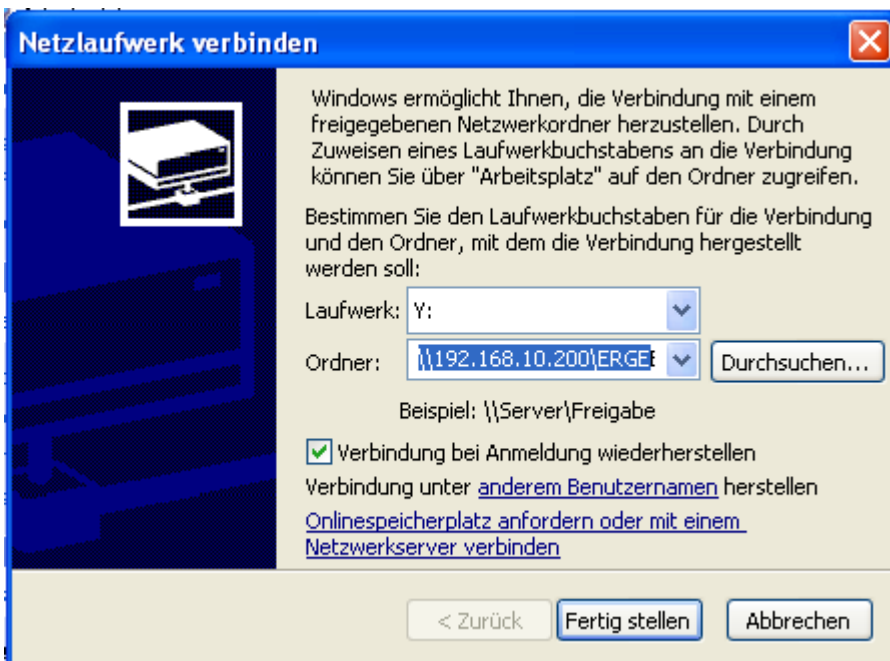 Netzlaufwerk verbinden
Windows ermöglicht Ihnen, die Verbindung mit einem
freigegebenen Netzwerkordner herzustellen. Durch
Zuweisen eines Laufwerkbuchstabens an die Verbindung
können Sie über "Arbeitsplatz" auf den Ordner zugreifen.
Bestimmen Sie den Laufwerkbuchstaben für die Verbindung
und den Ordner, mit dem die Verbindung hergestellt
werden soll:
Laufwerk: Y:
Ordner: \\192.168.10.200\ERGE Durchsuchen...
Beispiel: \\Server\Freigabe
Verbindung bei Anmeldung wiederherstellen
Verbindung unter anderem Benutzernamen herstellen
Onlinespeicherplatz anfordern oder mit einem
Netzwerkserver verbinden
< Zurück Fertig stellen Abbrechen